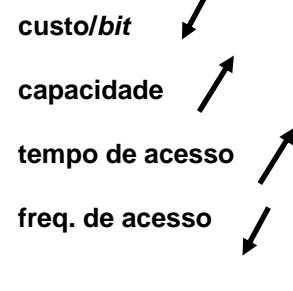 custo/bit
capacidade
tempo de acesso
freq. de acesso